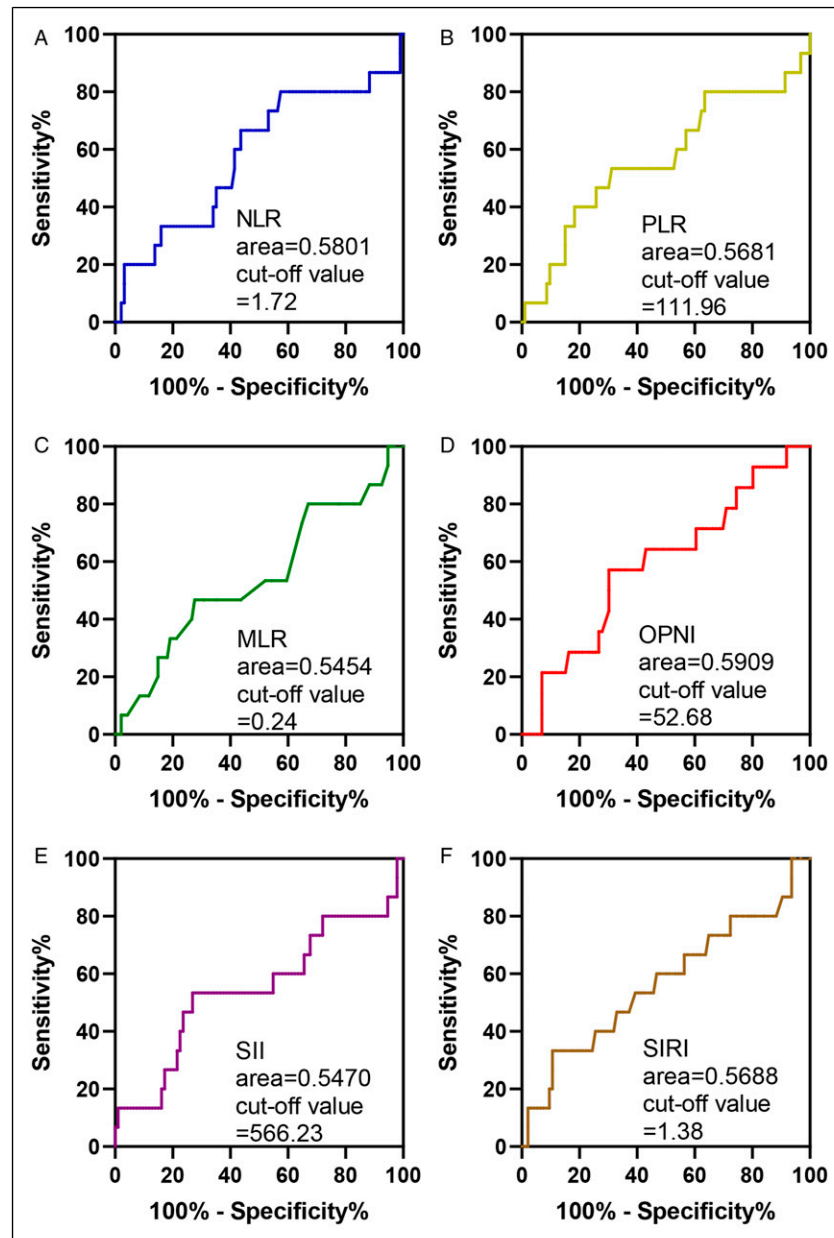 A
100
80
60
40
20
0
Sensitivity%
NLR
area=0.5801
cut-off value
=1.72
0 20 40 60 80 100
100% - Specificity%
B
100
80
60
40
20
0
Sensitivity%
PLR
area=0.5681
cut-off value
=111.96
0 20 40 60 80 100
100% - Specificity%
C
100
80
60
40
20
0
Sensitivity%
MLR
area=0.5454
cut-off value
=0.24
0 20 40 60 80 100
100% - Specificity%
D
100
80
60
40
20
0
Sensitivity%
OPNI
area=0.5909
cut-off value
=52.68
0 20 40 60 80 100
100% - Specificity%
E
100
80
60
40
20
0
Sensitivity%
SII
area=0.5470
cut-off value
=566.23
0 20 40 60 80 100
100% - Specificity%
F
100
80
60
40
20
0
Sensitivity%
SIRI
area=0.5688
cut-off value
=1.38
0 20 40 60 80 100
100% - Specificity%